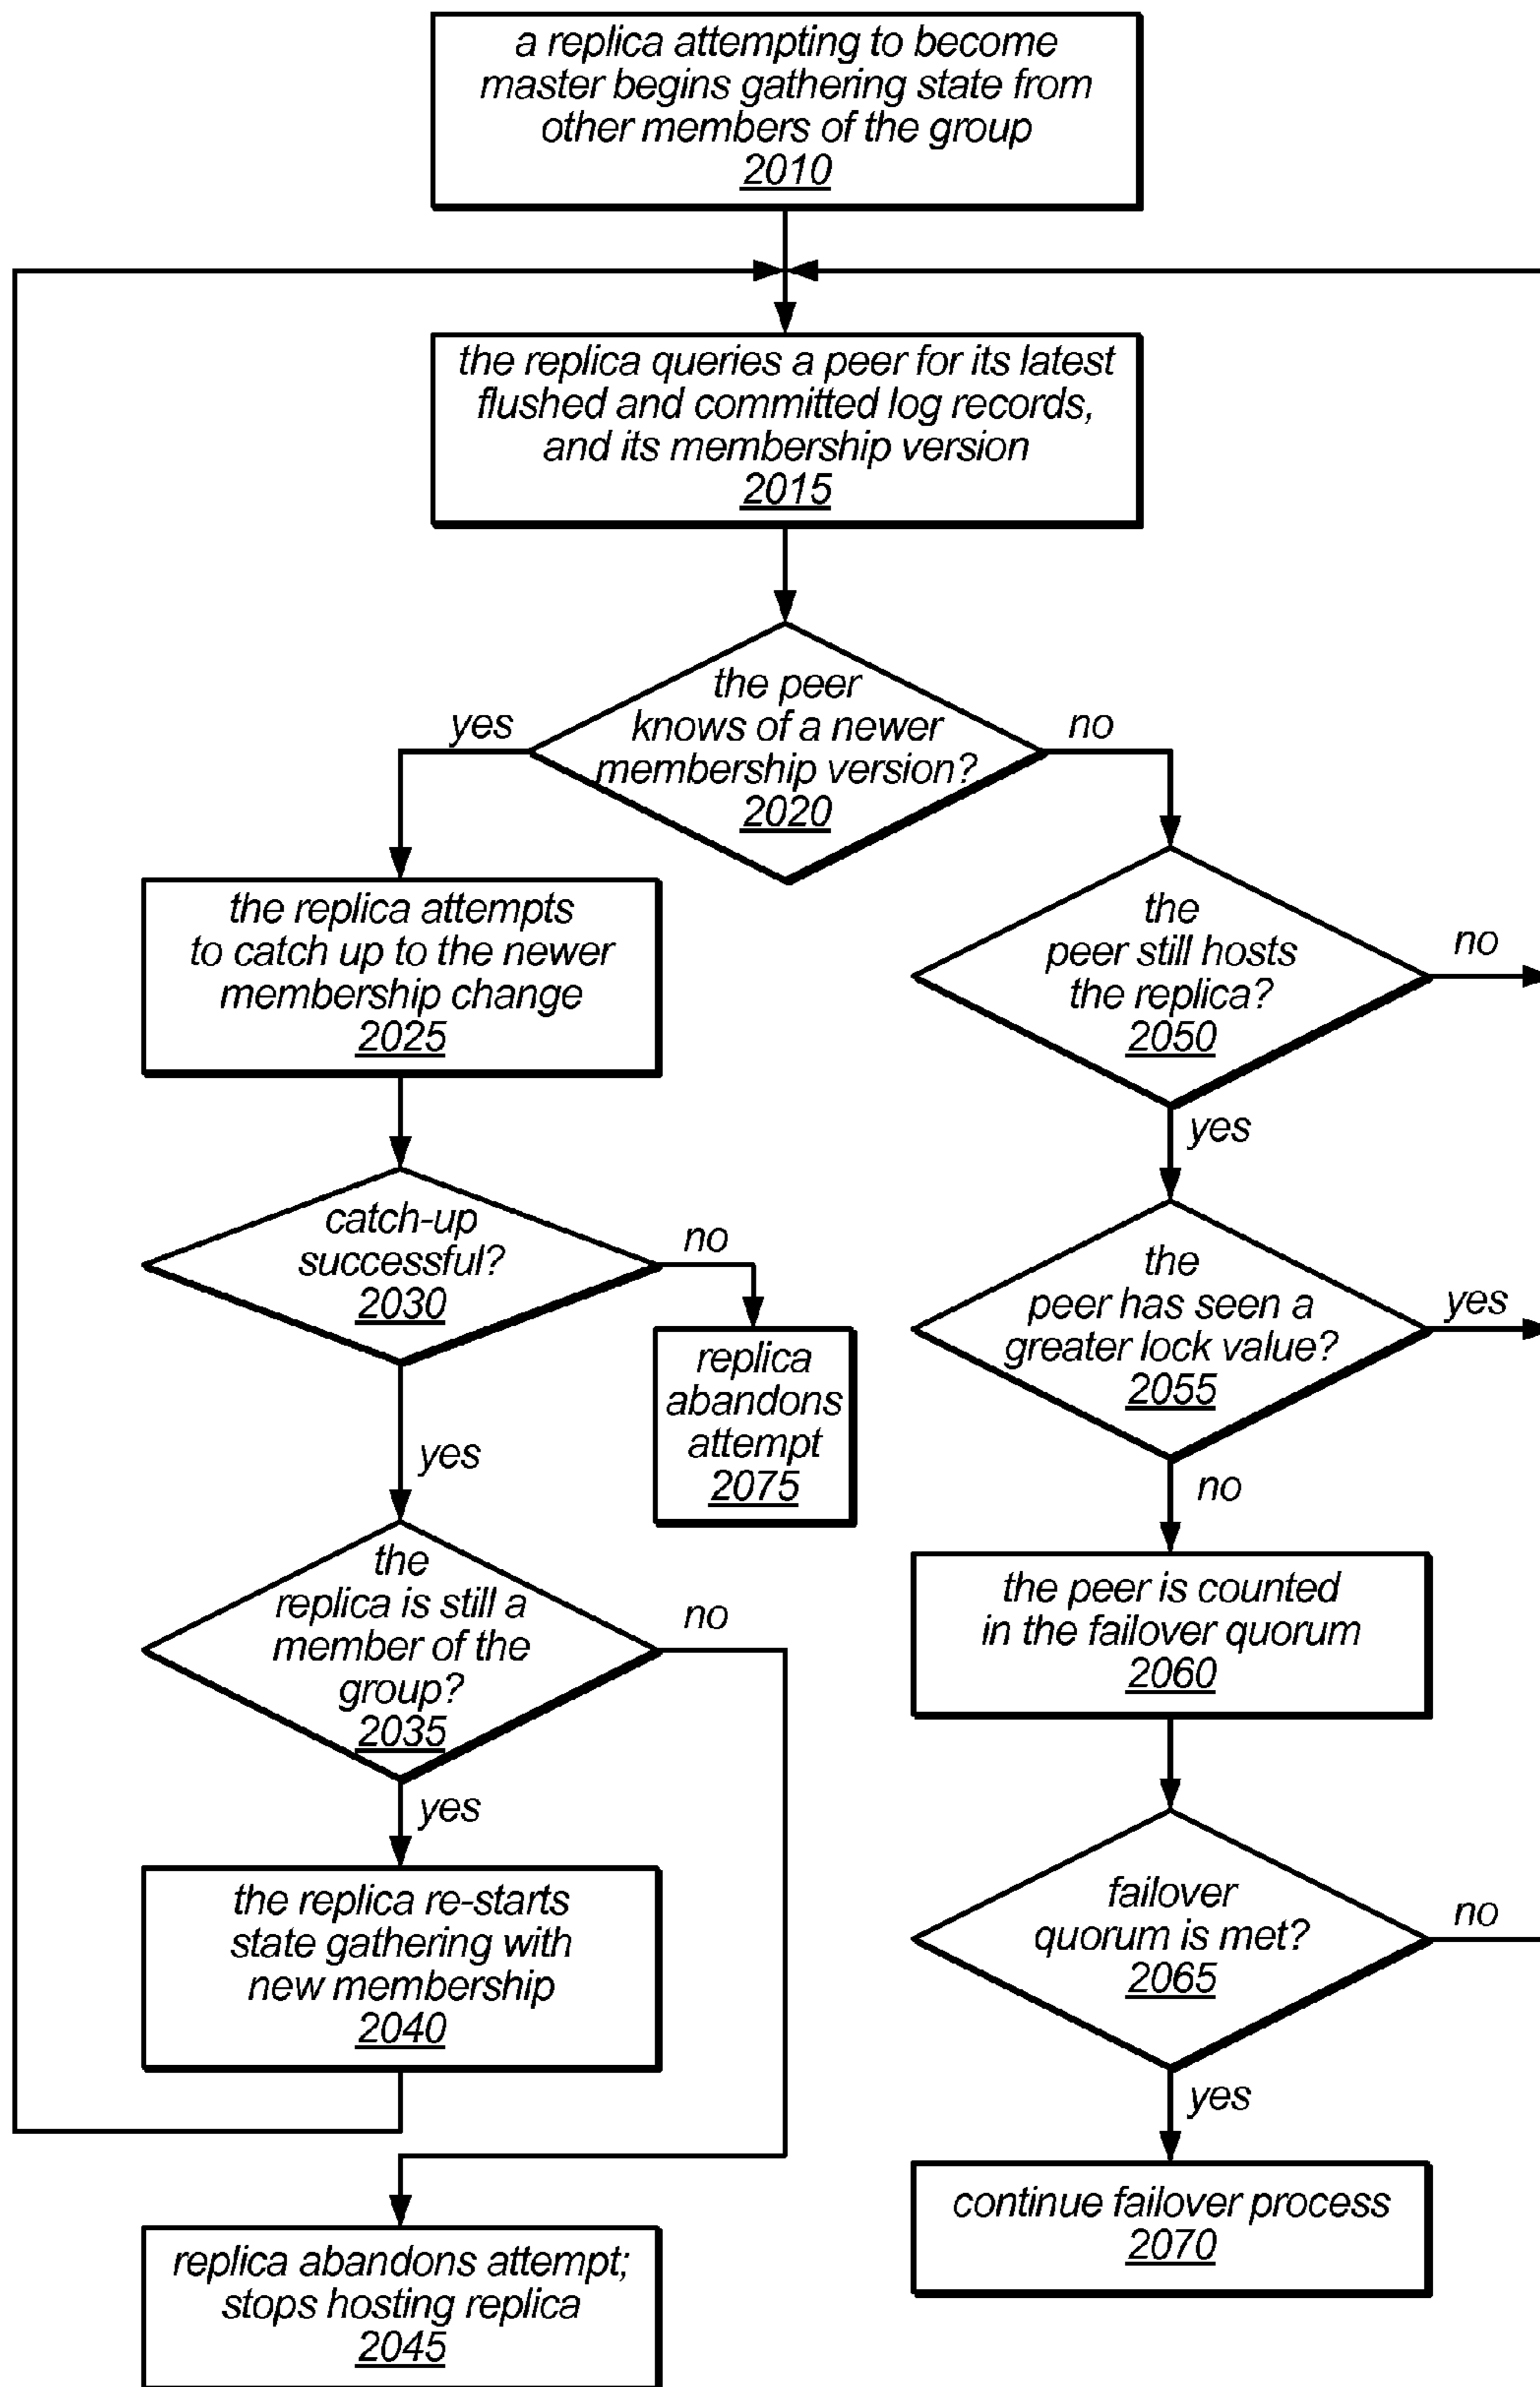 a replica attempting to become
master begins gathering state from
other members of the group
2010
the replica queries a peer for its latest
flushed and committed log records,
and its membership version
2015
the peer
knows of a newer
membership version?
2020
yes
no
the replica attempts
to catch up to the newer
membership change
2025
the
peer still hosts
the replica?
2050
no
yes
catch-up
successful?
2030
no
yes
replica
abandons
attempt
2075
the
peer has seen a
greater lock value?
2055
yes
no
the
replica is still a
member of the
group?
2035
no
yes
the peer is counted
in the failover quorum
2060
the replica re-starts
state gathering with
new membership
2040
failover
quorum is met?
2065
no
yes
replica abandons attempt;
stops hosting replica
2045
continue failover process
2070